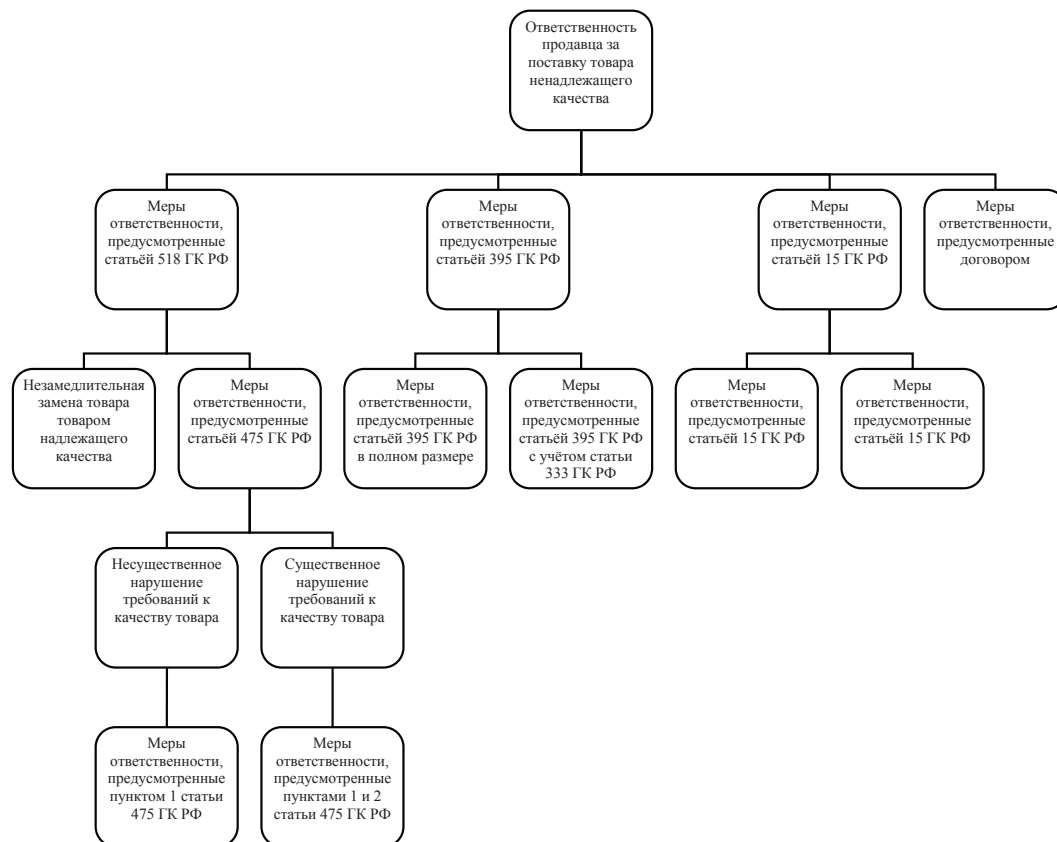 Ответственность
продавца за
поставку товара
ненадлежащего
качества
Меры
ответственности,
предусмотренные
статьёй 518 ГК РФ
Меры
ответственности,
предусмотренные
статьёй 395 ГК РФ
Меры
ответственности,
предусмотренные
статьёй 15 ГК РФ
Меры
ответственности,
предусмотренные
договором
Незамедлительная
замена товара
товаром
надлежащего
качества
Меры
ответственности,
предусмотренные
статьёй 475 ГК РФ
Меры
ответственности,
предусмотренные
статьёй 395 ГК РФ
в полном размере
Меры
ответственности,
предусмотренные
статьёй 395 ГК РФ
с учётом статьи
333 ГК РФ
Меры
ответственности,
предусмотренные
статьёй 15 ГК РФ
Меры
ответственности,
предусмотренные
статьёй 15 ГК РФ
Несущественное
нарушение
требований к
качеству товара
Существенное
нарушение
требований к
качеству товара
Меры
ответственности,
предусмотренные
пунктом 1 статьи
475 ГК РФ
Меры
ответственности,
предусмотренные
пунктами 1 и 2
статьи 475 ГК РФ